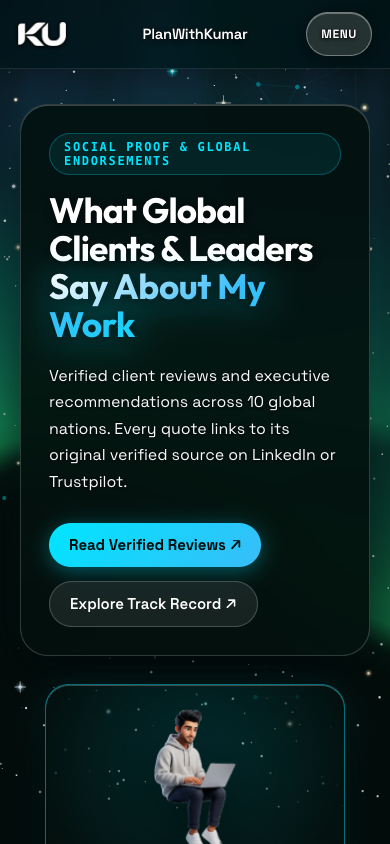 KU
PlanWithKumar
MENU
SOCIAL PROOF & GLOBAL
ENDORSEMENTS
What Global
Clients & Leaders
Say About My
Work
Verified client reviews and executive
recommendations across 10 global
nations. Every quote links to its
original verified source on LinkedIn or
Trustpilot.
Read Verified Reviews ↗
Explore Track Record ↗